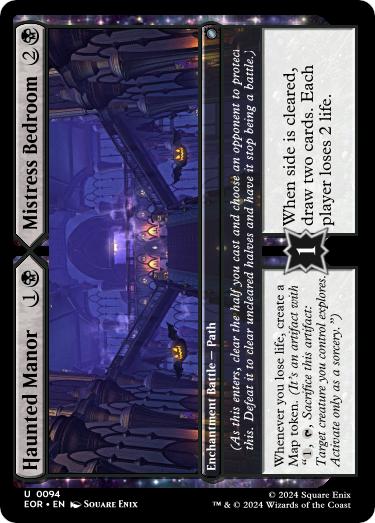 Haunted Manor 1
Mistress Bedroom 2
Enchantment Battle — Path
(As this enters, clear the half you cast and choose an opponent to protect
this. Defeat it to clear uncleared halves and have it stop being a battle.)
Whenever you lose life, create a
Map token. (It's an artifact with
"1, , Sacrifice this artifact:
Target creature you control explores.
Activate only as a sorcery.")
1
When side is cleared,
draw two cards. Each
player loses 2 life.
U 0094
EOR • EN SQUARE ENIX
© 2024 Square Enix
™ & © 2024 Wizards of the Coast